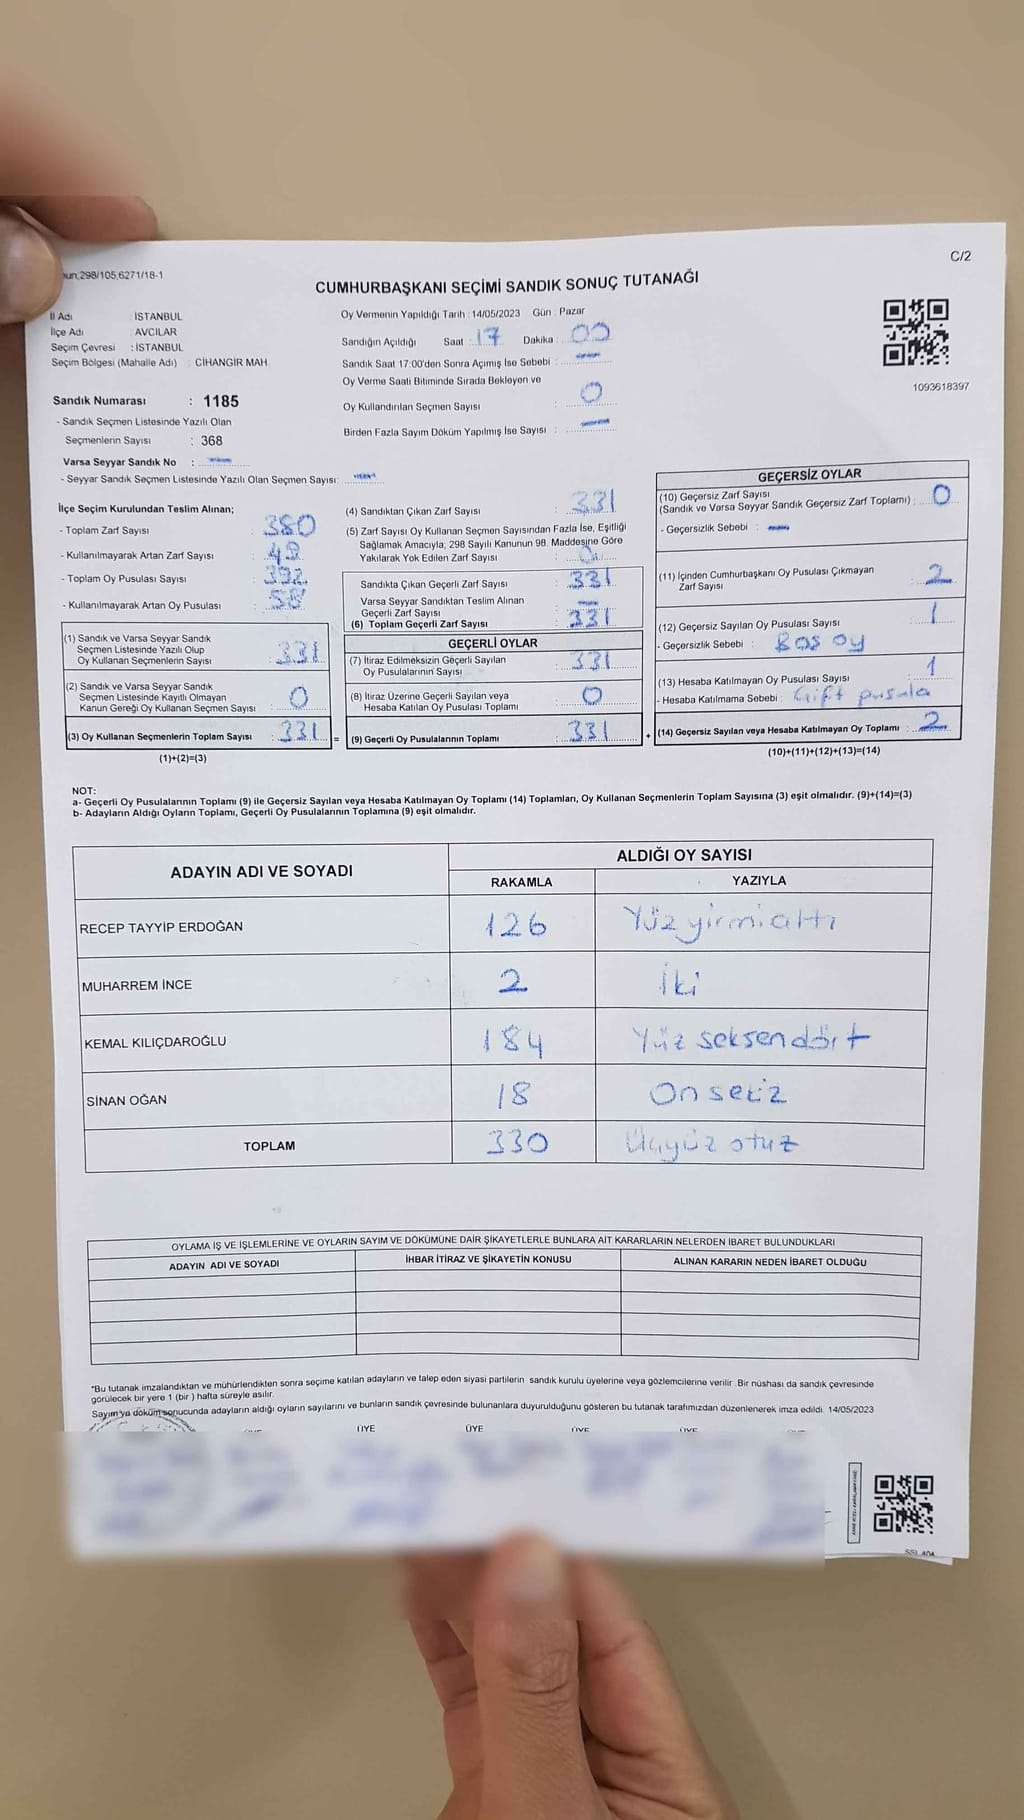 un,298/105,6271/18-1
C/2
CUMHURBAŞKANI SEÇİMİ SANDIK SONUÇ TUTANAĞI
1093618397
İl Adı : İSTANBUL
İlçe Adı : AVCILAR
Seçim Çevresi : İSTANBUL
Seçim Bölgesi (Mahalle Adı) : CİHANGİR MAH.
Sandık Numarası : 1185
- Sandık Seçmen Listesinde Yazılı Olan
Seçmenlerin Sayısı : 368
Varsa Seyyar Sandık No :
- Seyyar Sandık Seçmen Listesinde Yazılı Olan Seçmen Sayısı:
Oy Vermenin Yapıldığı Tarih : 14/05/2023 Gün : Pazar
Sandığın Açıldığı Saat : 17 Dakika : 00
Sandık Saat 17:00'den Sonra Açımış İse Sebebi :
Oy Verme Saati Bitiminde Sırada Bekleyen ve
Oy Kullandırılan Seçmen Sayısı : 0
Birden Fazla Sayım Döküm Yapılmış İse Sayısı :
İlçe Seçim Kurulundan Teslim Alınan;
- Toplam Zarf Sayısı : 380
- Kullanılmayarak Artan Zarf Sayısı : 49
- Toplam Oy Pusulası Sayısı : 392
- Kullanılmayarak Artan Oy Pusulası : 58
(1) Sandık ve Varsa Seyyar Sandık
Seçmen Listesinde Yazılı Olup
Oy Kullanan Seçmenlerin Sayısı : 331
(2) Sandık ve Varsa Seyyar Sandık
Seçmen Listesinde Kayıtlı Olmayan
Kanun Gereği Oy Kullanan Seçmen Sayısı : 0
(3) Oy Kullanan Seçmenlerin Toplam Sayısı : 331 =
(1)+(2)=(3)
(4) Sandıktan Çıkan Zarf Sayısı : 331
(5) Zarf Sayısı Oy Kullanan Seçmen Sayısından Fazla İse, Eşitliği
Sağlamak Amacıyla; 298 Sayılı Kanunun 98. Maddesine Göre
Yakılarak Yok Edilen Zarf Sayısı : 0
Sandıkta Çıkan Geçerli Zarf Sayısı : 331
Varsa Seyyar Sandıktan Teslim Alınan
Geçerli Zarf Sayısı :
(6) Toplam Geçerli Zarf Sayısı : 331
GEÇERLİ OYLAR
(7) İtiraz Edilmeksizin Geçerli Sayılan
Oy Pusulalarının Sayısı : 331
(8) İtiraz Üzerine Geçerli Sayılan veya
Hesaba Katılan Oy Pusulası Toplamı : 0
(9) Geçerli Oy Pusulalarının Toplamı : 331 +
GEÇERSİZ OYLAR
(10) Geçersiz Zarf Sayısı
(Sandık ve Varsa Seyyar Sandık Geçersiz Zarf Toplamı) : 0
- Geçersizlik Sebebi :
(11) İçinden Cumhurbaşkanı Oy Pusulası Çıkmayan
Zarf Sayısı : 2
(12) Geçersiz Sayılan Oy Pusulası Sayısı : 1
- Geçersizlik Sebebi : Boş oy
(13) Hesaba Katılmayan Oy Pusulası Sayısı : 1
- Hesaba Katılmama Sebebi : Çift pusula
(14) Geçersiz Sayılan veya Hesaba Katılmayan Oy Toplamı : 2
(10)+(11)+(12)+(13)=(14)
NOT:
a- Geçerli Oy Pusulalarının Toplamı (9) ile Geçersiz Sayılan veya Hesaba Katılmayan Oy Toplamı (14) Toplamları, Oy Kullanan Seçmenlerin Toplam Sayısına (3) eşit olmalıdır. (9)+(14)=(3)
b- Adayların Aldığı Oyların Toplamı, Geçerli Oy Pusulalarının Toplamına (9) eşit olmalıdır.
ADAYIN ADI VE SOYADI ALDIĞI OY SAYISI
RAKAMLA YAZIYLA
RECEP TAYYİP ERDOĞAN 126 Yüz yirmi altı
MUHARREM İNCE 2 İki
KEMAL KILIÇDAROĞLU 184 Yüz seksen dört
SİNAN OĞAN 18 On sekiz
TOPLAM 330 Üçyüz otuz
OYLAMA İŞ VE İŞLEMLERİNE VE OYLARIN SAYIM VE DÖKÜMÜNE DAİR ŞİKAYETLERLE BUNLARA AİT KARARLARIN NELERDEN İBARET BULUNDUKLARI
ADAYIN ADI VE SOYADI İHBAR İTİRAZ VE ŞİKAYETİN KONUSU ALINAN KARARIN NEDEN İBARET OLDUĞU
*Bu tutanak imzalandıktan ve mühürlendikten sonra seçime katılan adayların ve talep eden siyasi partilerin sandık kurulu üyelerine veya gözlemcilerine verilir .Bir nüshası da sandık çevresinde
görülecek bir yere 1 (bir ) hafta süreyle asılır.
Sayım ve döküm sonucunda adayların aldığı oyların sayılarını ve bunların sandık çevresinde bulunanlara duyurulduğunu gösteren bu tutanak tarafımızdan düzenlenerek imza edildi. 14/05/2023
ÜYE ÜYE ÜYE ÜYE